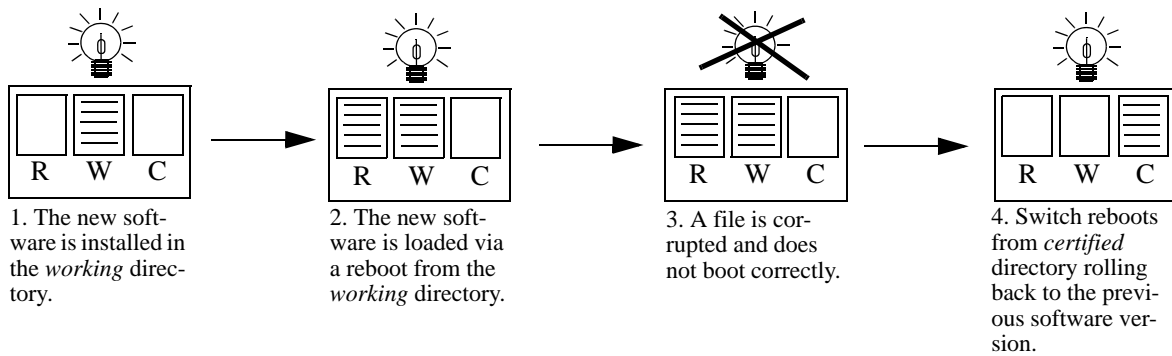 R W C
1. The new soft-
ware is installed in
the working direc-
tory.
R W C
2. The new soft-
ware is loaded via
a reboot from the
working directory.
R W C
3. A file is cor-
rupted and does
not boot correctly.
R W C
4. Switch reboots
from certified
directory rolling
back to the previ-
ous software ver-
sion.